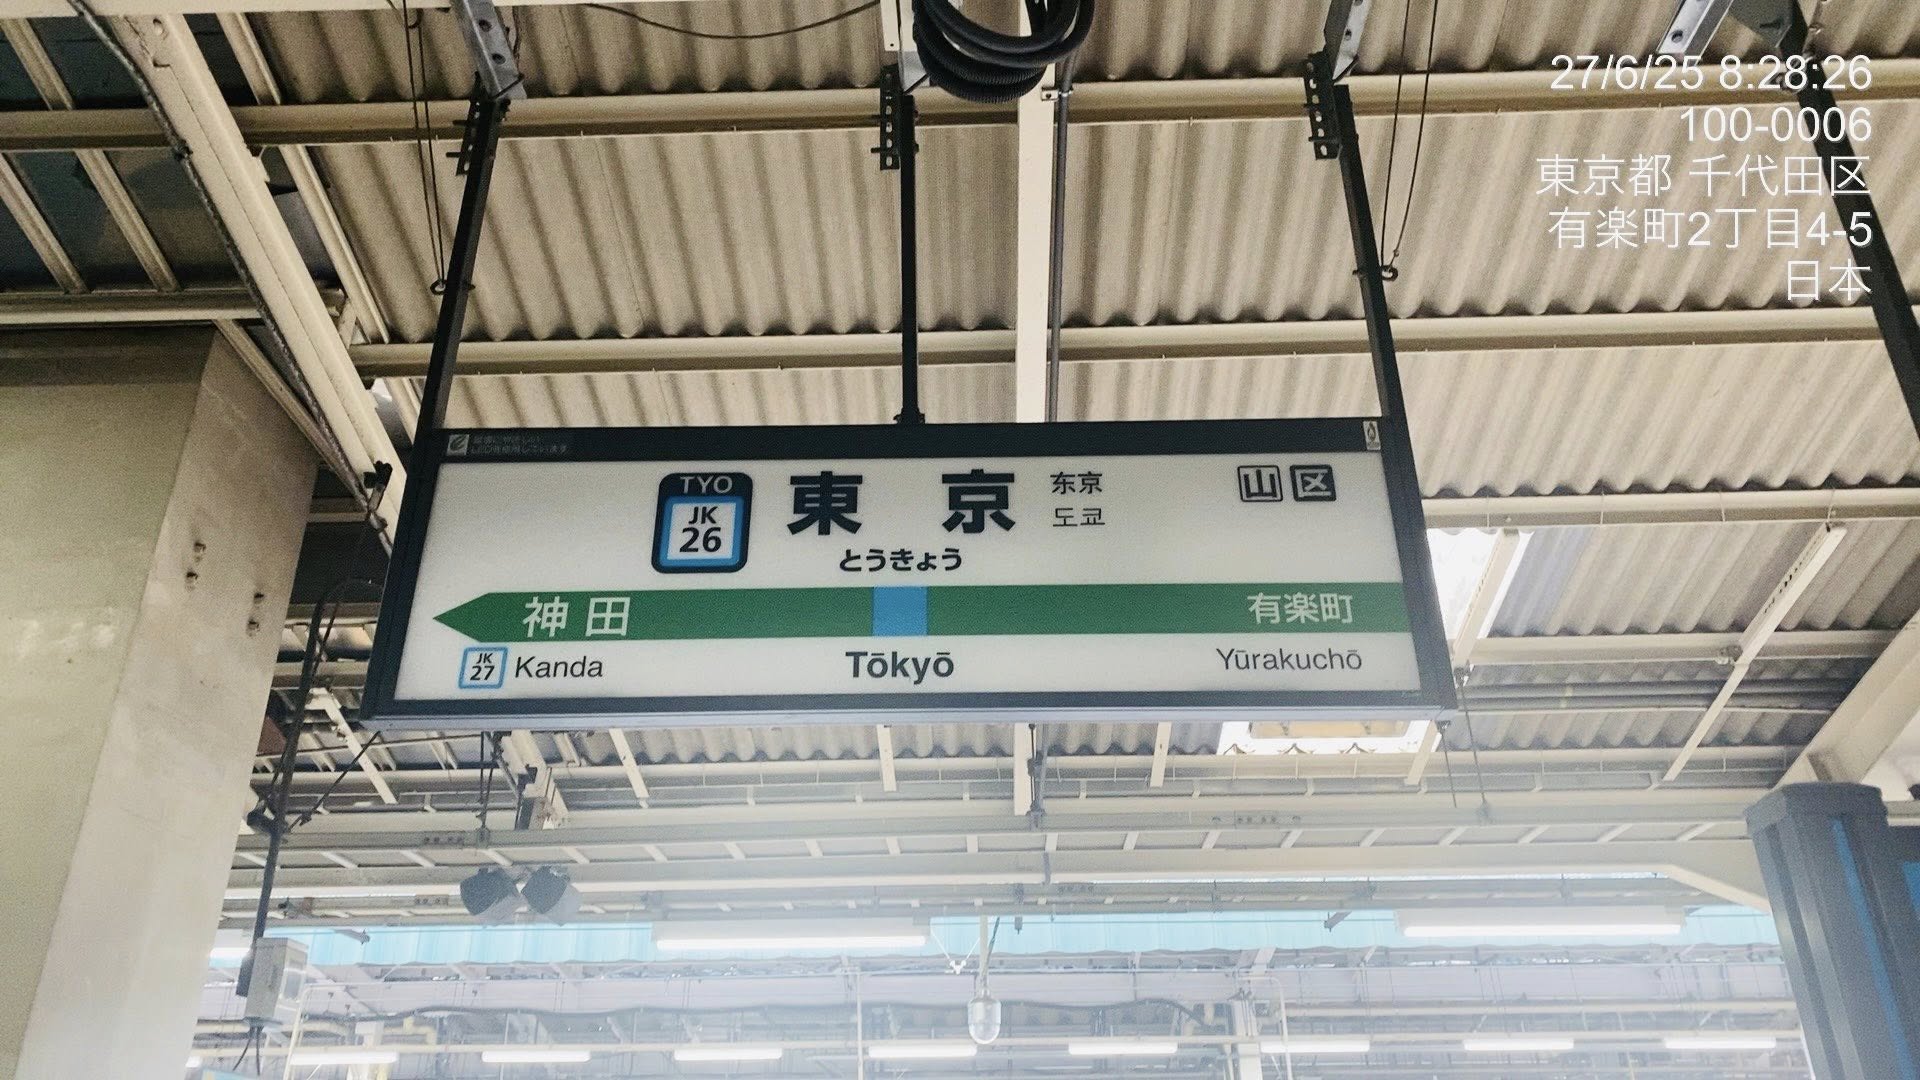 27/6/25 8:28:26
100-0006
東京都 千代田区
有楽町2丁目4-5
日本
TYO
JK
26
東京
东京
도쿄
とうきょう
山 区
神田
有楽町
JK
27
Kanda
Tōkyō
Yūrakuchō